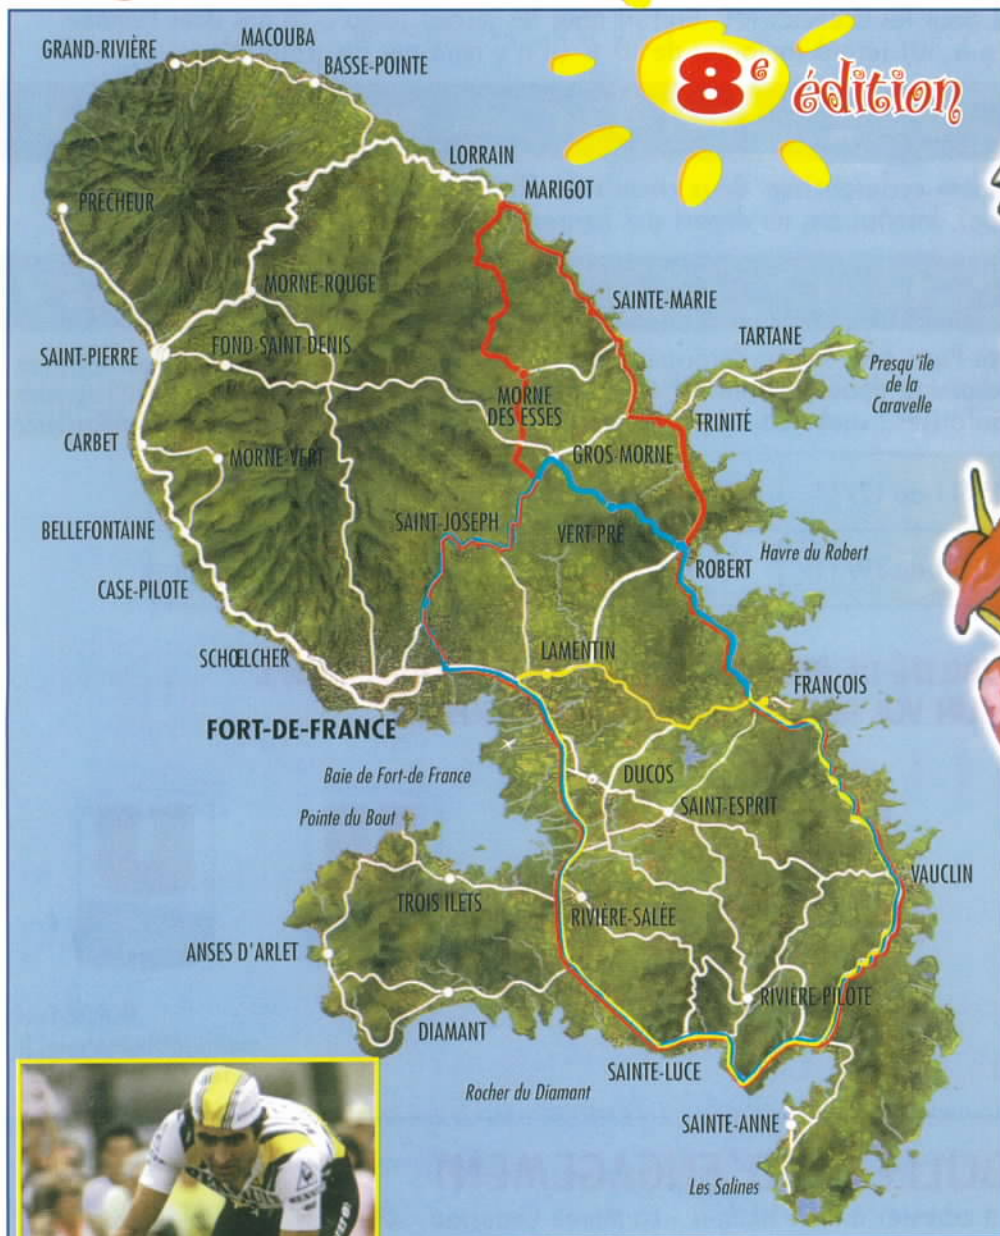 8e édition
GRAND-RIVIÈRE
MACOUBA
BASSE-POINTE
LORRAIN
MARIGOT
PRÊCHEUR
MORNE-ROUGE
SAINTE-MARIE
SAINT-PIERRE
FOND-SAINT-DENIS
TARTANE
Presqu'île
de la
Caravelle
MORNE
DES ESSES
TRINITÉ
CARBET
MORNE-VERT
GROS-MORNE
BELLEFONTAINE
SAINT-JOSEPH
VERT-PRÉ
Havre du Robert
ROBERT
CASE-PILOTE
SCHŒLCHER
LAMENTIN
FRANÇOIS
FORT-DE-FRANCE
Baie de Fort-de France
DUCOS
Pointe du Bout
SAINT-ESPRIT
VAUCLIN
TROIS ILETS
RIVIÈRE-SALÉE
ANSES D'ARLET
RIVIÈRE-PILOTE
DIAMANT
SAINTE-LUCE
Rocher du Diamant
SAINTE-ANNE
Les Salines